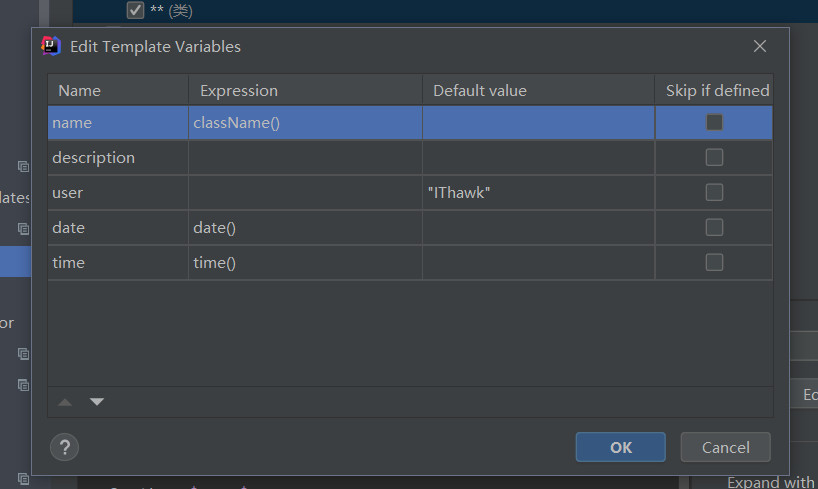 ** (类)
Edit Template Variables
Name Expression Default value Skip if defined
name className()
description
user "IThawk"
date date()
time time()
lates
or
Ec
? OK Cancel
Expand with